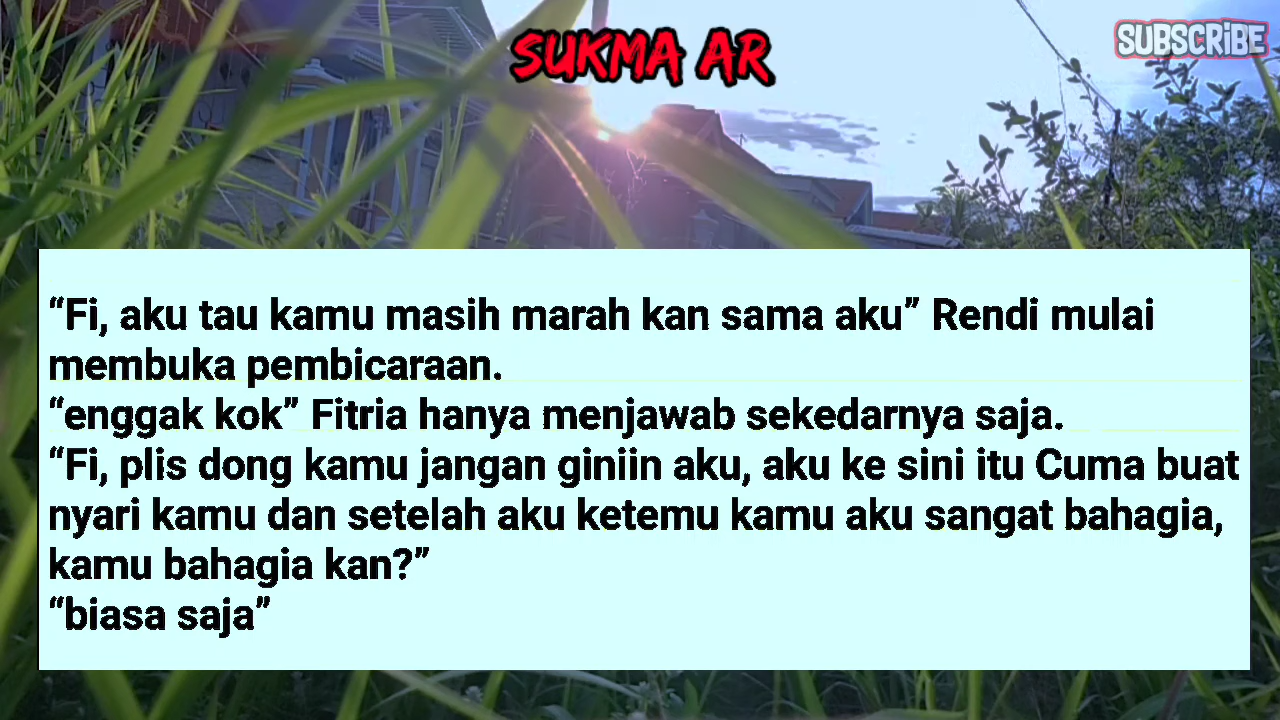 SUKMA AR
SUBSCRiBE
“Fi, aku tau kamu masih marah kan sama aku” Rendi mulai
membuka pembicaraan.
“enggak kok” Fitria hanya menjawab sekedarnya saja.
“Fi, plis dong kamu jangan giniin aku, aku ke sini itu Cuma buat
nyari kamu dan setelah aku ketemu kamu aku sangat bahagia,
kamu bahagia kan?”
“biasa saja”